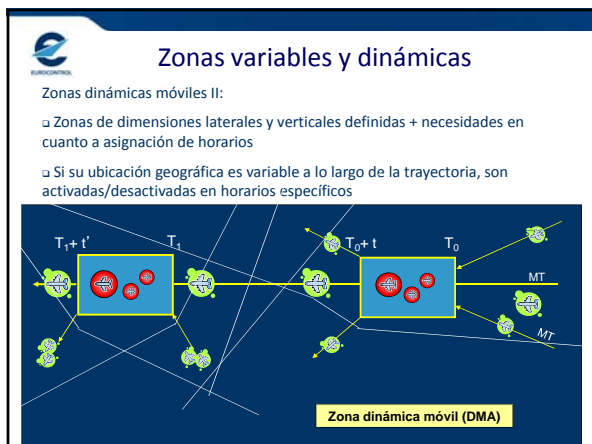 EUROCONTROL
Zonas variables y dinámicas
Zonas dinámicas móviles II:
❑ Zonas de dimensiones laterales y verticales definidas + necesidades en
cuanto a asignación de horarios
❑ Si su ubicación geográfica es variable a lo largo de la trayectoria, son
activadas/desactivadas en horarios específicos
T₁+ t’
T₁
T₀+ t
T₀
MT
MT
Zona dinámica móvil (DMA)